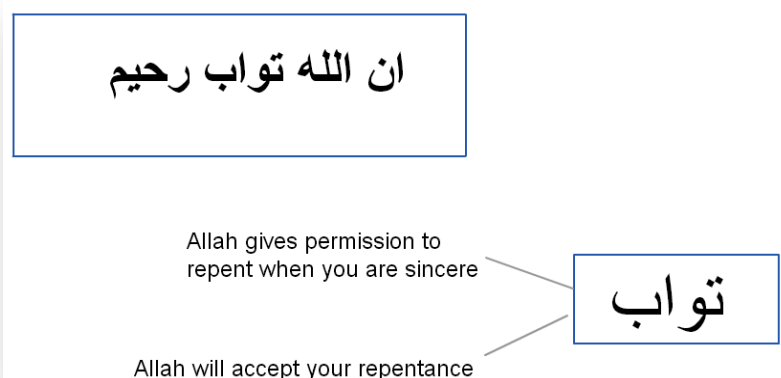 ان الله تواب رحيم
Allah gives permission to
repent when you are sincere
تواب
Allah will accept your repentance